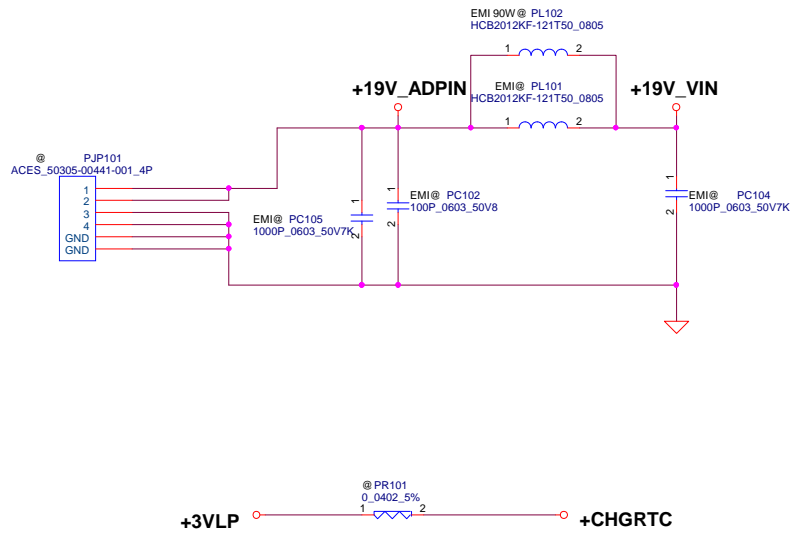 EMI 90W@ PL102
HCB2012KF-121T50_0805
1 2
+19V_ADPIN
EMI@ PL101
HCB2012KF-121T50_0805
1 2
+19V_VIN
@ PJP101
ACES_50305-00441-001_4P
1
2
3
4
GND
GND
EMI@ PC105
1000P_0603_50V7K
1
2
EMI@ PC102
100P_0603_50V8
1
2
EMI@ PC104
1000P_0603_50V7K
1
2
@ PR101
0_0402_5%
1 2
+3VLP
+CHGRTC